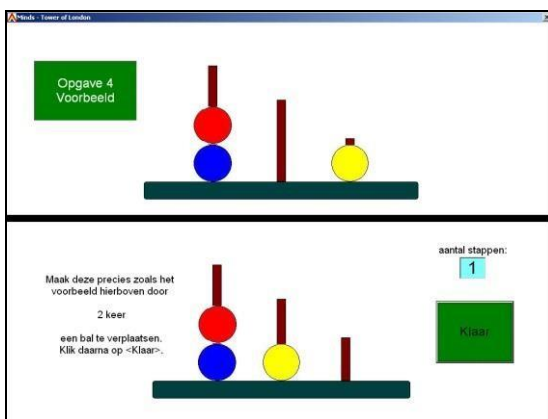 Minds - Tower of London
Opgave 4
Voorbeeld
aantal stappen:
1
Maak deze precies zoals het
voorbeeld hierboven door
2 keer
een bal te verplaatsen.
Klik daarna op <Klaar>.
Klaar